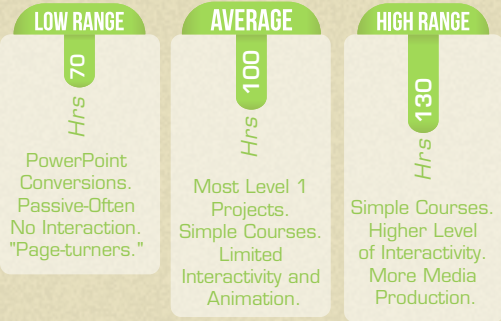 LOW RANGE
70
Hrs
PowerPoint
Conversions.
Passive-Often
No Interaction.
"Page-turners."
AVERAGE
100
Hrs
Most Level 1
Projects.
Simple Courses.
Limited
Interactivity and
Animation.
HIGH RANGE
130
Hrs
Simple Courses.
Higher Level
of Interactivity.
More Media
Production.